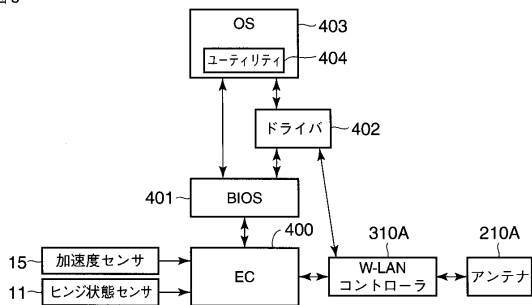 OS
403
ユーティリティ
404
ドライバ
402
401
BIOS
400
310A
210A
15
加速度センサ
EC
W-LAN
コントローラ
アンテナ
11
ヒンジ状態センサ